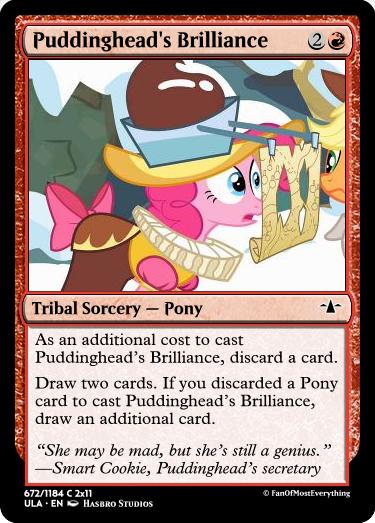 Puddinghead's Brilliance 2
Tribal Sorcery — Pony
As an additional cost to cast
Puddinghead's Brilliance, discard a card.
Draw two cards. If you discarded a Pony
card to cast Puddinghead's Brilliance,
draw an additional card.
“She may be mad, but she's still a genius.”
—Smart Cookie, Puddinghead's secretary
672/1184 C 2x11
ULA · EN Hasbro Studios
© FanOfMostEverything